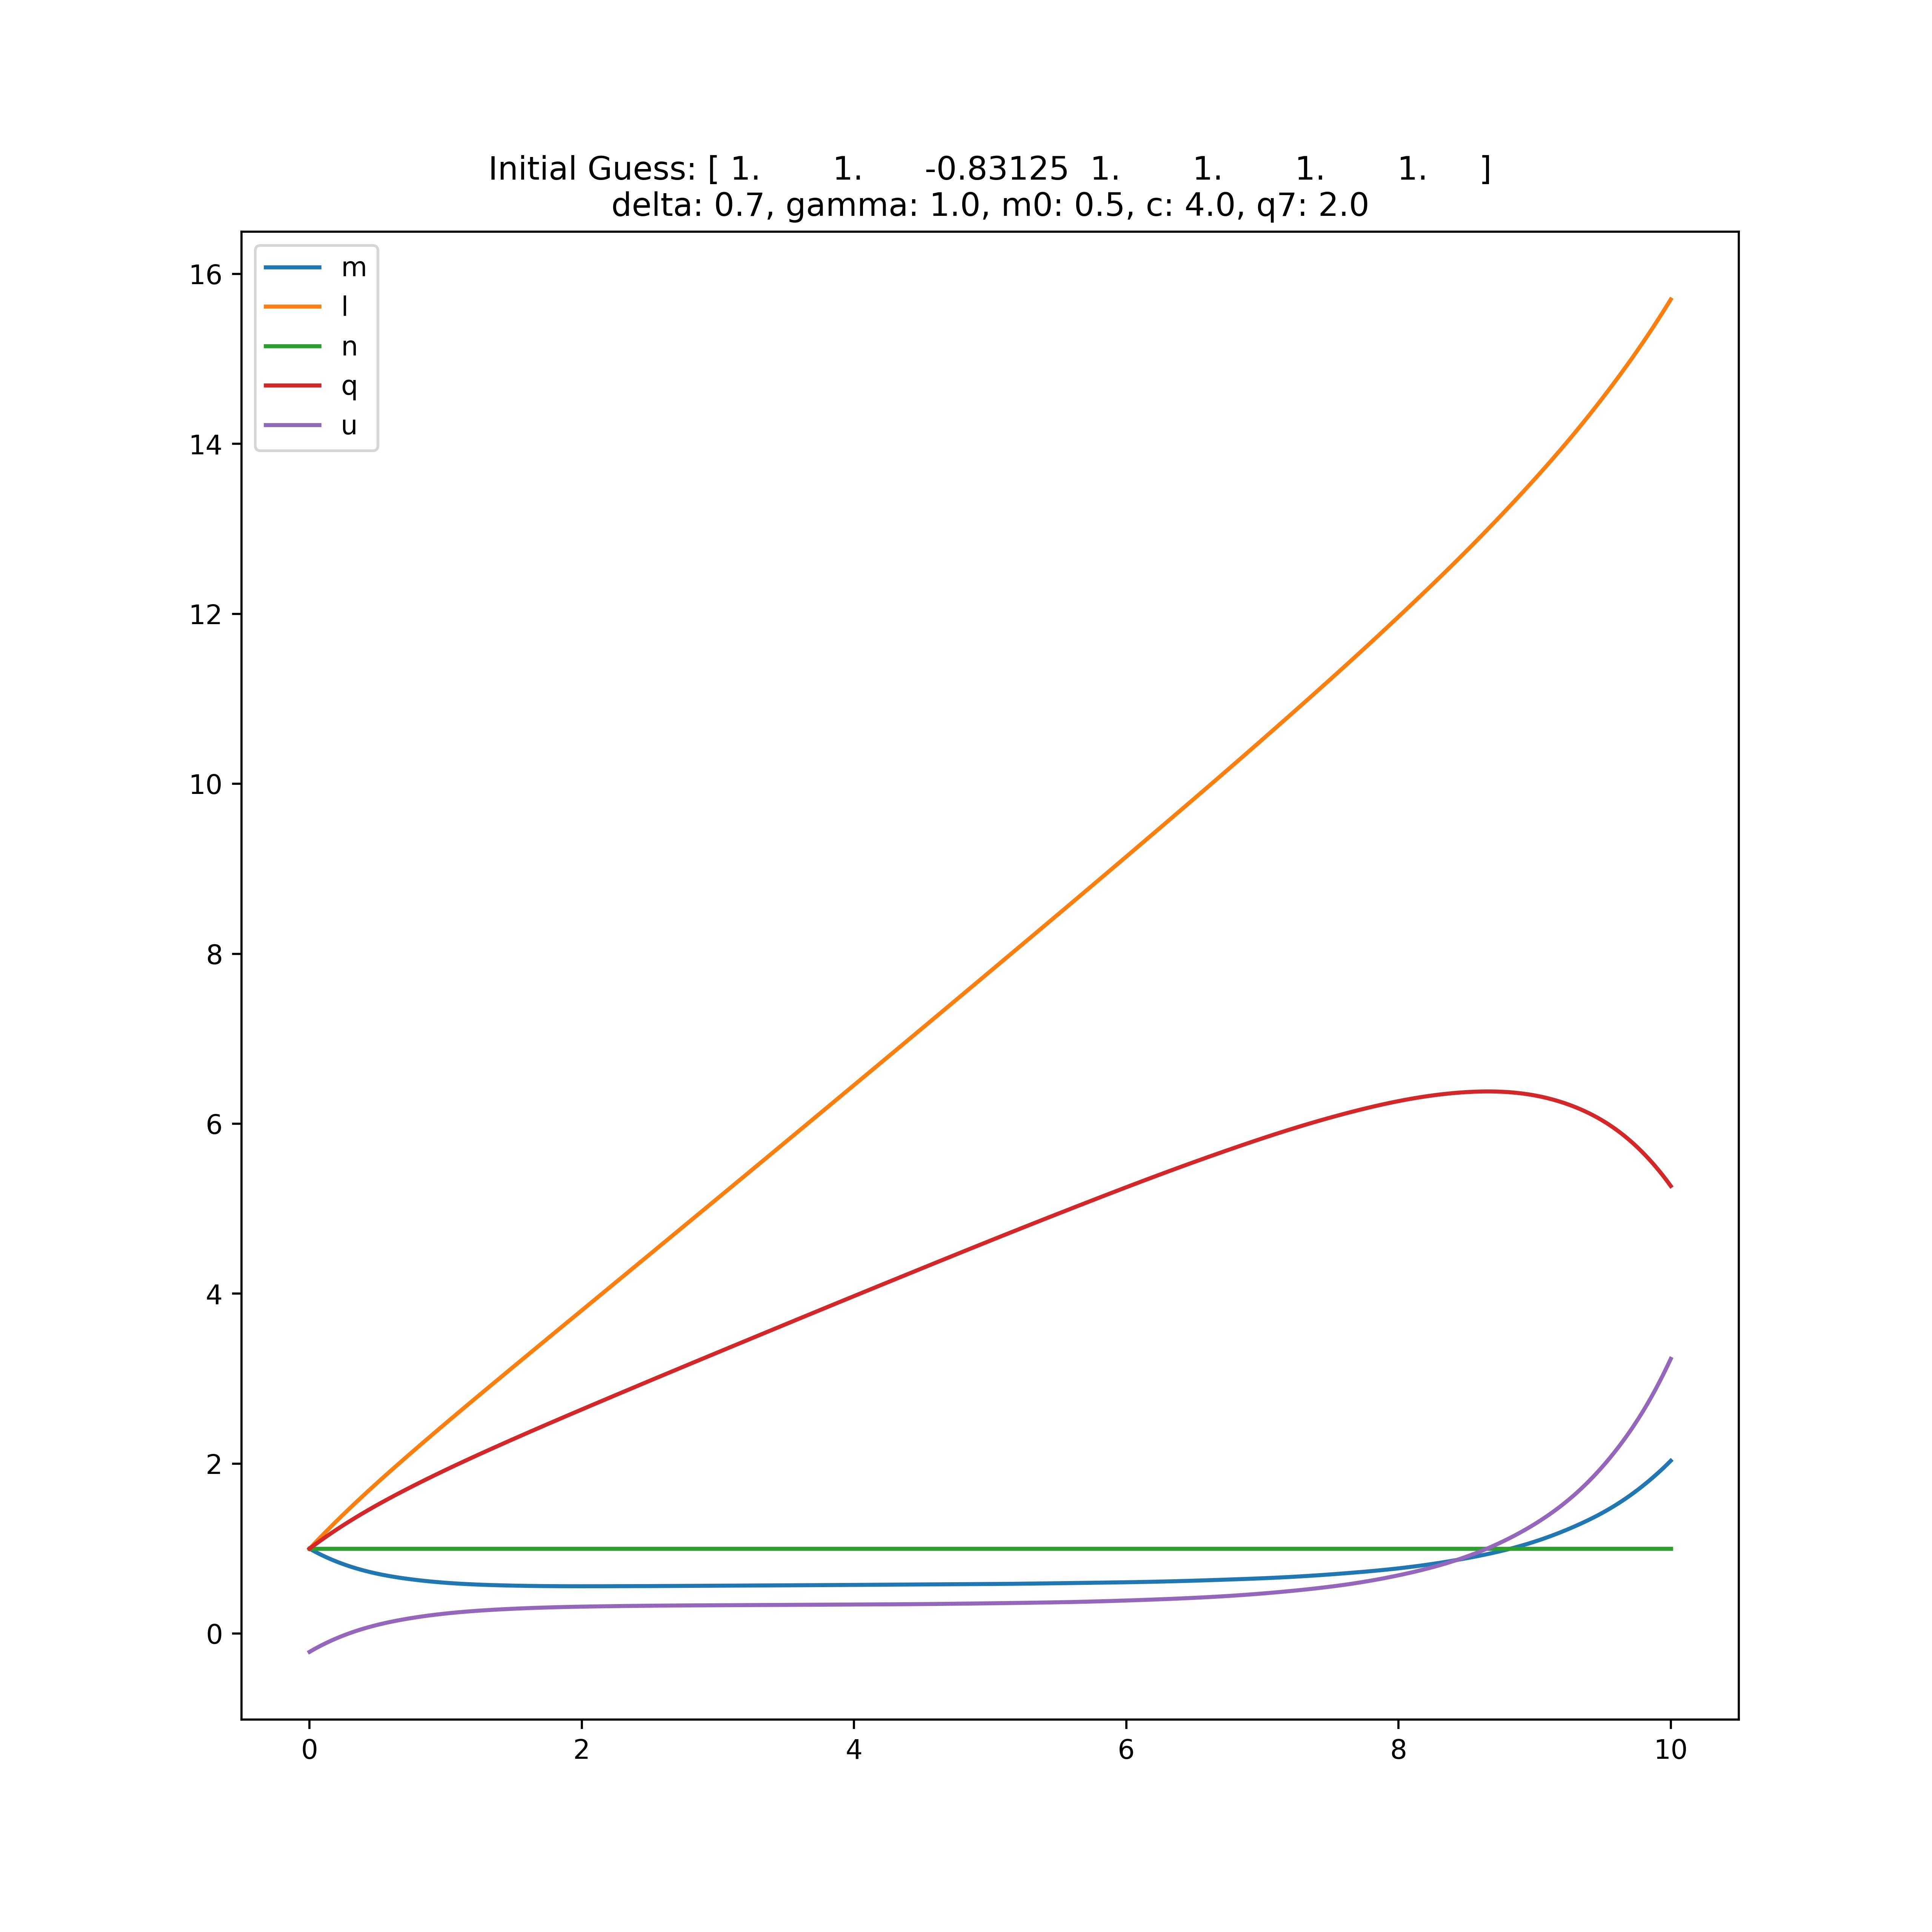 Initial Guess: [ 1. 1. -0.83125 1. 1. 1. 1. ]
delta: 0.7, gamma: 1.0, m0: 0.5, c: 4.0, q7: 2.0
m
l
n
q
u
16
14
12
10
8
6
4
2
0
0 2 4 6 8 10